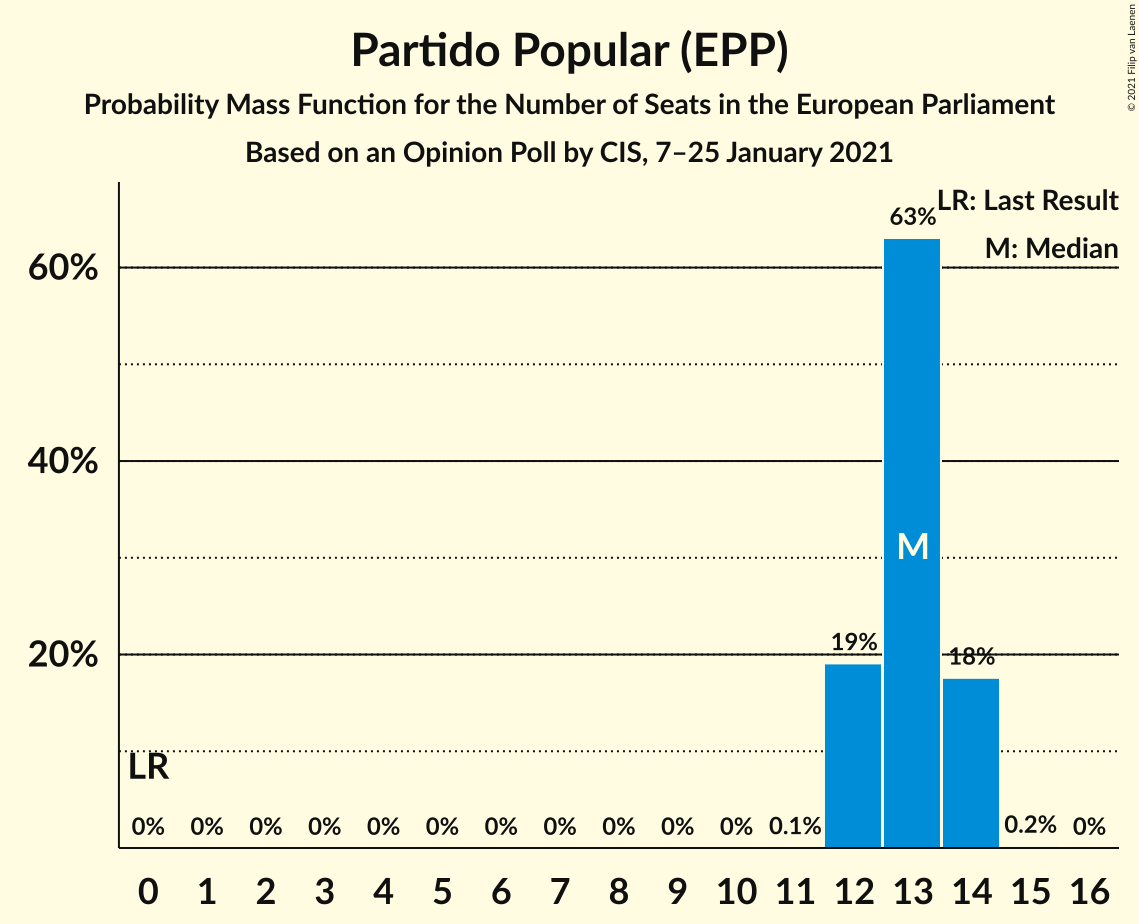 Partido Popular (EPP)
Probability Mass Function for the Number of Seats in the European Parliament
Based on an Opinion Poll by CIS, 7–25 January 2021
© 2021 Filip van Laenen
LR: Last Result
M: Median
63%
60%
40%
M
20%
19%
18%
LR
0% 0% 0% 0% 0% 0% 0% 0% 0% 0% 0% 0.1% 0.2% 0%
0 1 2 3 4 5 6 7 8 9 10 11 12 13 14 15 16